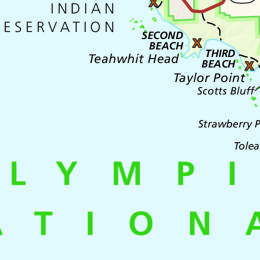 INDIAN
ESERVATION
SECOND
BEACH
Teahwhit Head
THIRD
BEACH
Taylor Point
Scotts Bluff
Strawberry P
Tolea
LYMPI
ATIONA